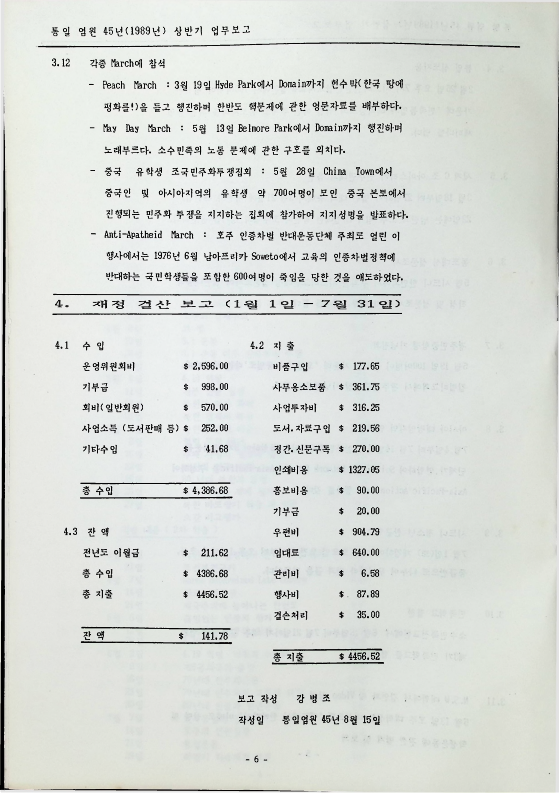 통일 염원 45년(1989년) 상반기 업무보고
3.12 각종 March에 참석
- Peach March : 3월 19일 Hyde Park에서 Domain까지 현수막(한국 땅에
평화를!)을 들고 행진하며 한반도 핵문제에 관한 영문자료를 배부하다.
- May Day March : 5월 13일 Belmore Park에서 Domain까지 행진하며
노래부르다. 소수민족의 노동 문제에 관한 구호를 외치다.
- 중국 유학생 조국민주화투쟁집회 : 5월 28일 China Town에서
중국인 및 아시아지역의 유학생 약 700여명이 모인 중국 본토에서
진행되는 민주화 투쟁을 지지하는 집회에 참가하여 지지성명을 발표하다.
- Anti-Apatheid March : 호주 인종차별 반대운동단체 주최로 열린 이
행사에서는 1976년 6월 남아프리카 Soweto에서 교육의 인종차별정책에
반대하는 국민학생들을 포함한 600여명이 죽임을 당한 것을 애도하였다.
4. 재정 결산 보고 (1월 1일 - 7월 31일)
4.1 수 입
운영위원회비 $ 2,596.00
기부금 $ 998.00
회비(일반회원) $ 570.00
사업소득 (도서판매 등) $ 252.00
기타수입 $ 41.68
총 수입 $ 4,386.68
4.3 잔 액
전년도 이월금 $ 211.62
총 수입 $ 4386.68
총 지출 $ 4456.52
잔 액 $ 141.78
4.2 지 출
비품구입 $ 177.65
사무용소모품 $ 361.75
사업투자비 $ 316.25
도서.자료구입 $ 219.56
정간.신문구독 $ 270.00
인쇄비용 $ 1327.05
홍보비용 $ 90.00
기부금 $ 20.00
우편비 $ 904.79
임대료 $ 640.00
관리비 $ 6.58
행사비 $ 87.89
결손처리 $ 35.00
총 지출 $ 4456.52
보고 작성 강 병 조
작성일 통일염원 45년 8월 15일
- 6 -